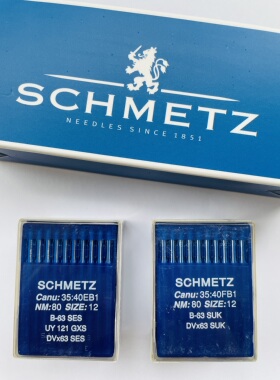 SCHMETZ
NEEDLES SINCE 1851
SCHMETZ
Canu: 35:40EB1
NM: 80 SIZE: 12
B-63 SES
UY 121 GXS
DVx63 SES
SCHMETZ
Canu: 35:40FB1
NM: 80 SIZE: 12
B-63 SUK
DVx63 SUK